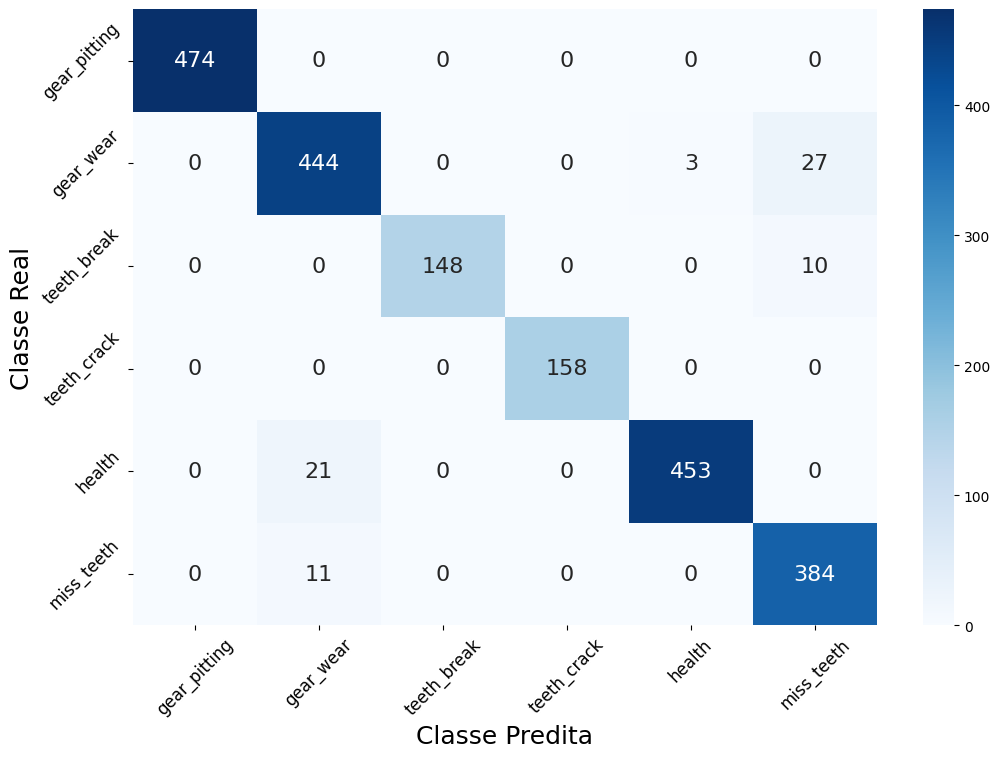 Classe Real
gear_pitting 474 0 0 0 0 0
gear_wear 0 444 0 0 3 27
teeth_break 0 0 148 0 0 10
teeth_crack 0 0 0 158 0 0
health 0 21 0 0 453 0
miss_teeth 0 11 0 0 0 384
gear_pitting gear_wear teeth_break teeth_crack health miss_teeth
Classe Predita
400
300
200
100
0